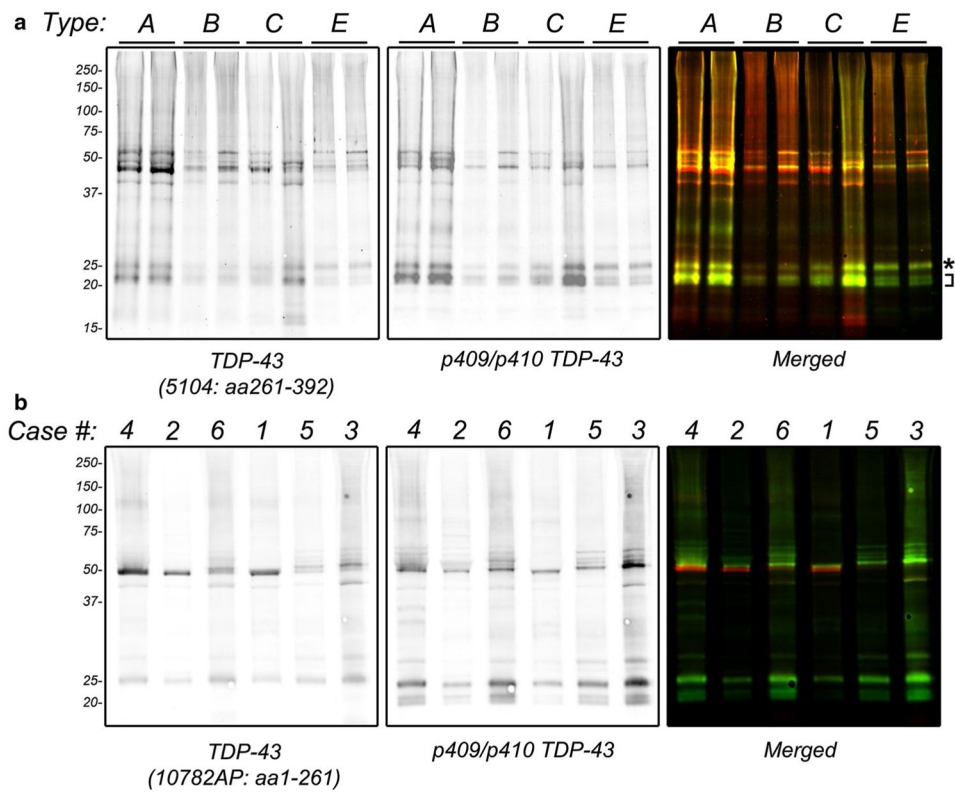 a Type: A B C E A B C E A B C E
250-
150-
100-
75-
50-
37-
25-
20-
15-
*
TDP-43
(5104: aa261-392)
p409/p410 TDP-43
Merged
b
Case #: 4 2 6 1 5 3 4 2 6 1 5 3 4 2 6 1 5 3
250-
150-
100-
75-
50-
37-
25-
20-
TDP-43
(10782AP: aa1-261)
p409/p410 TDP-43
Merged